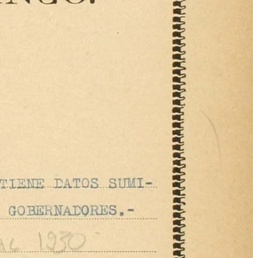 TIENE DATOS SUMI-
GOBERNADORES.-
1930